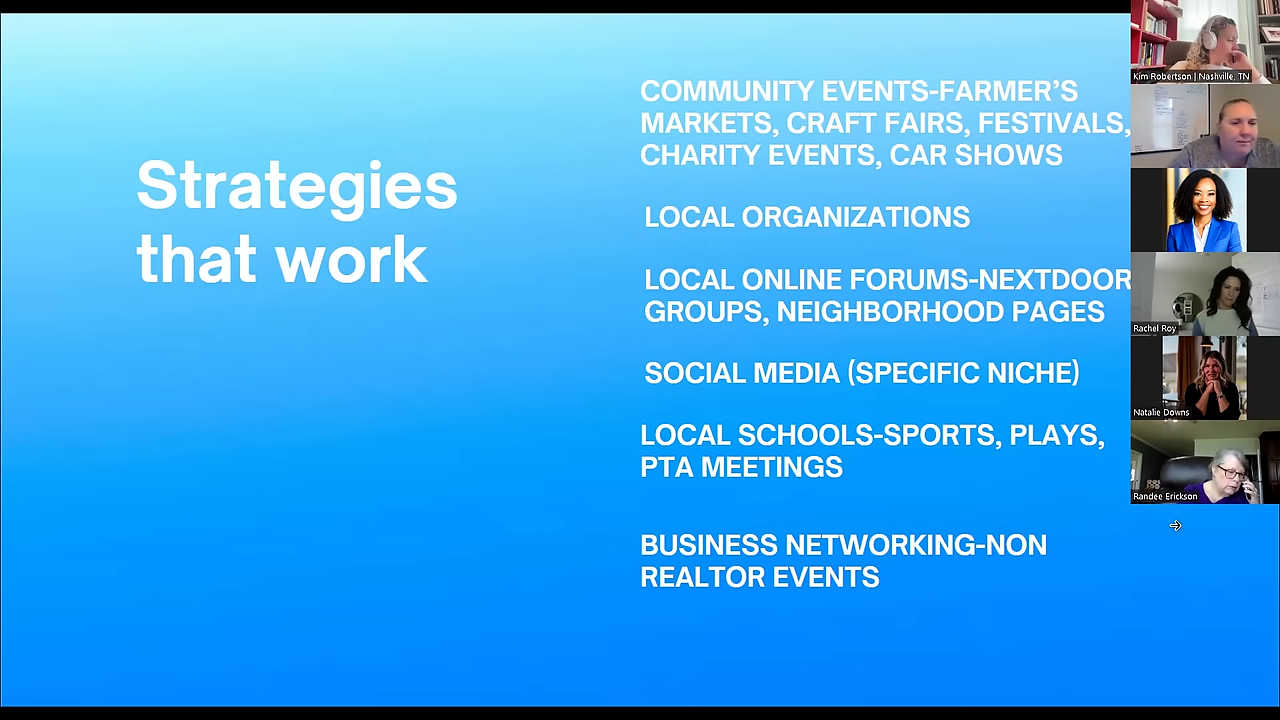 Strategies
that work
COMMUNITY EVENTS-FARMER’S
MARKETS, CRAFT FAIRS, FESTIVALS,
CHARITY EVENTS, CAR SHOWS
LOCAL ORGANIZATIONS
LOCAL ONLINE FORUMS-NEXTDOOR
GROUPS, NEIGHBORHOOD PAGES
SOCIAL MEDIA (SPECIFIC NICHE)
LOCAL SCHOOLS-SPORTS, PLAYS,
PTA MEETINGS
BUSINESS NETWORKING-NON
REALTOR EVENTS
Kim Robertson | Nashville, TN
Rachel Roy
Natalie Downs
Randee Erickson